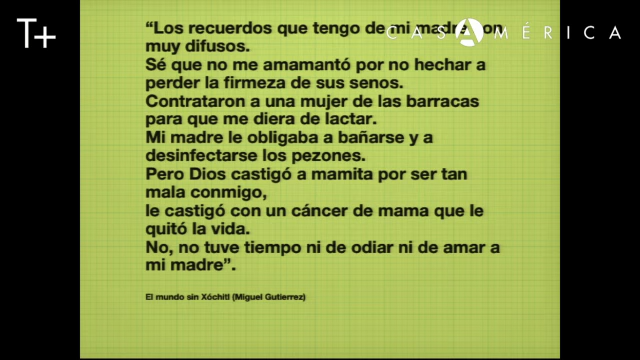 T+
CASAMÉRICA
“Los recuerdos que tengo de mi madre son
muy difusos.
Sé que no me amamantó por no hechar a
perder la firmeza de sus senos.
Contrataron a una mujer de las barracas
para que me diera de lactar.
Mi madre le obligaba a bañarse y a
desinfectarse los pezones.
Pero Dios castigó a mamita por ser tan
mala conmigo,
le castigó con un cáncer de mama que le
quitó la vida.
No, no tuve tiempo ni de odiar ni de amar a
mi madre”.
El mundo sin Xóchitl (Miguel Gutierrez)